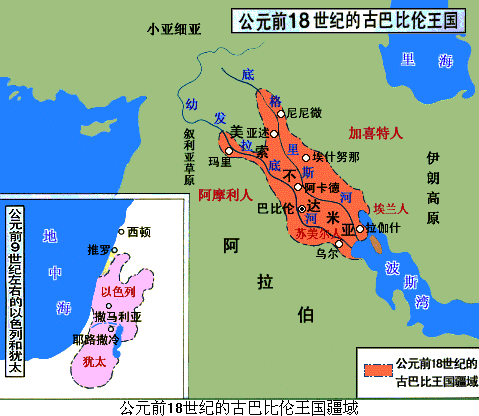 公元前18世纪的古巴比伦王国
小亚细亚
里海
底格里斯河
幼发拉底河
尼尼微
美索不达米亚
亚述
加喜特人
叙利亚草原
玛里
埃什努那
伊朗高原
阿摩利人
阿卡德
巴比伦
埃兰人
苏美尔人
拉伽什
乌尔
阿拉伯
波斯湾
公元前9世纪左右的以色列和犹太
地中海
西顿
推罗
以色列
撒马利亚
耶路撒冷
犹太
公元前18世纪的
古巴比王国疆域
公元前18世纪的古巴比伦王国疆域